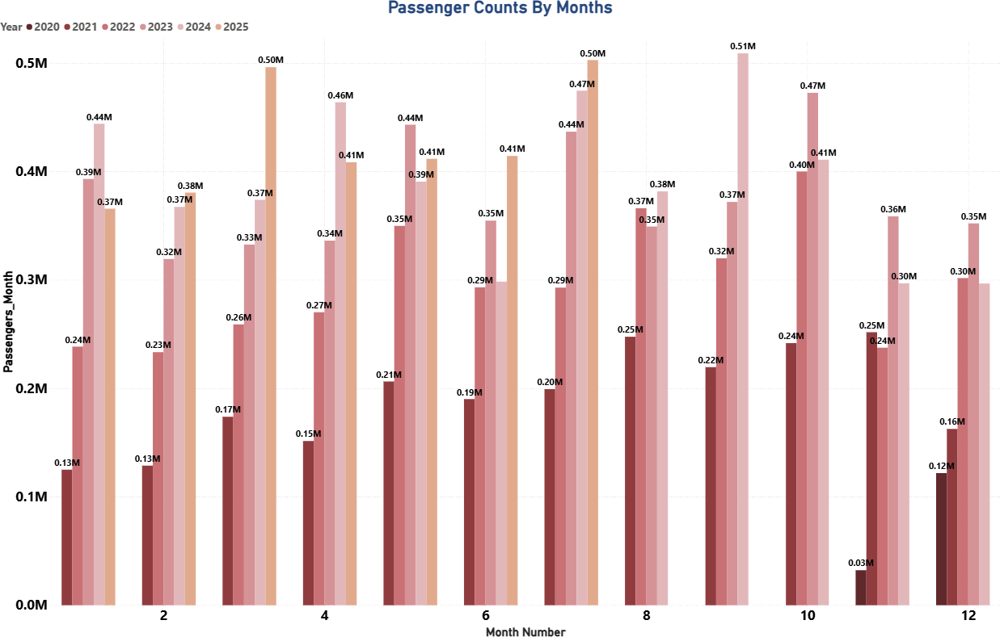 Passenger Counts By Months
Year 2020 2021 2022 2023 2024 2025
0.5M
0.4M
0.3M
0.2M
0.1M
0.0M
Passengers_Month
0.13M 0.24M 0.39M 0.44M 0.37M
0.13M 0.23M 0.32M 0.37M 0.38M
0.17M 0.26M 0.33M 0.37M 0.50M
0.15M 0.27M 0.34M 0.46M 0.41M
0.21M 0.35M 0.44M 0.39M 0.41M
0.19M 0.29M 0.35M 0.41M
0.20M 0.29M 0.44M 0.47M 0.50M
0.25M 0.37M 0.35M 0.38M
0.22M 0.32M 0.37M 0.51M
0.24M 0.40M 0.47M 0.41M
0.03M 0.25M 0.24M 0.36M 0.30M
0.12M 0.16M 0.30M 0.35M
2 4 6 8 10 12
Month Number